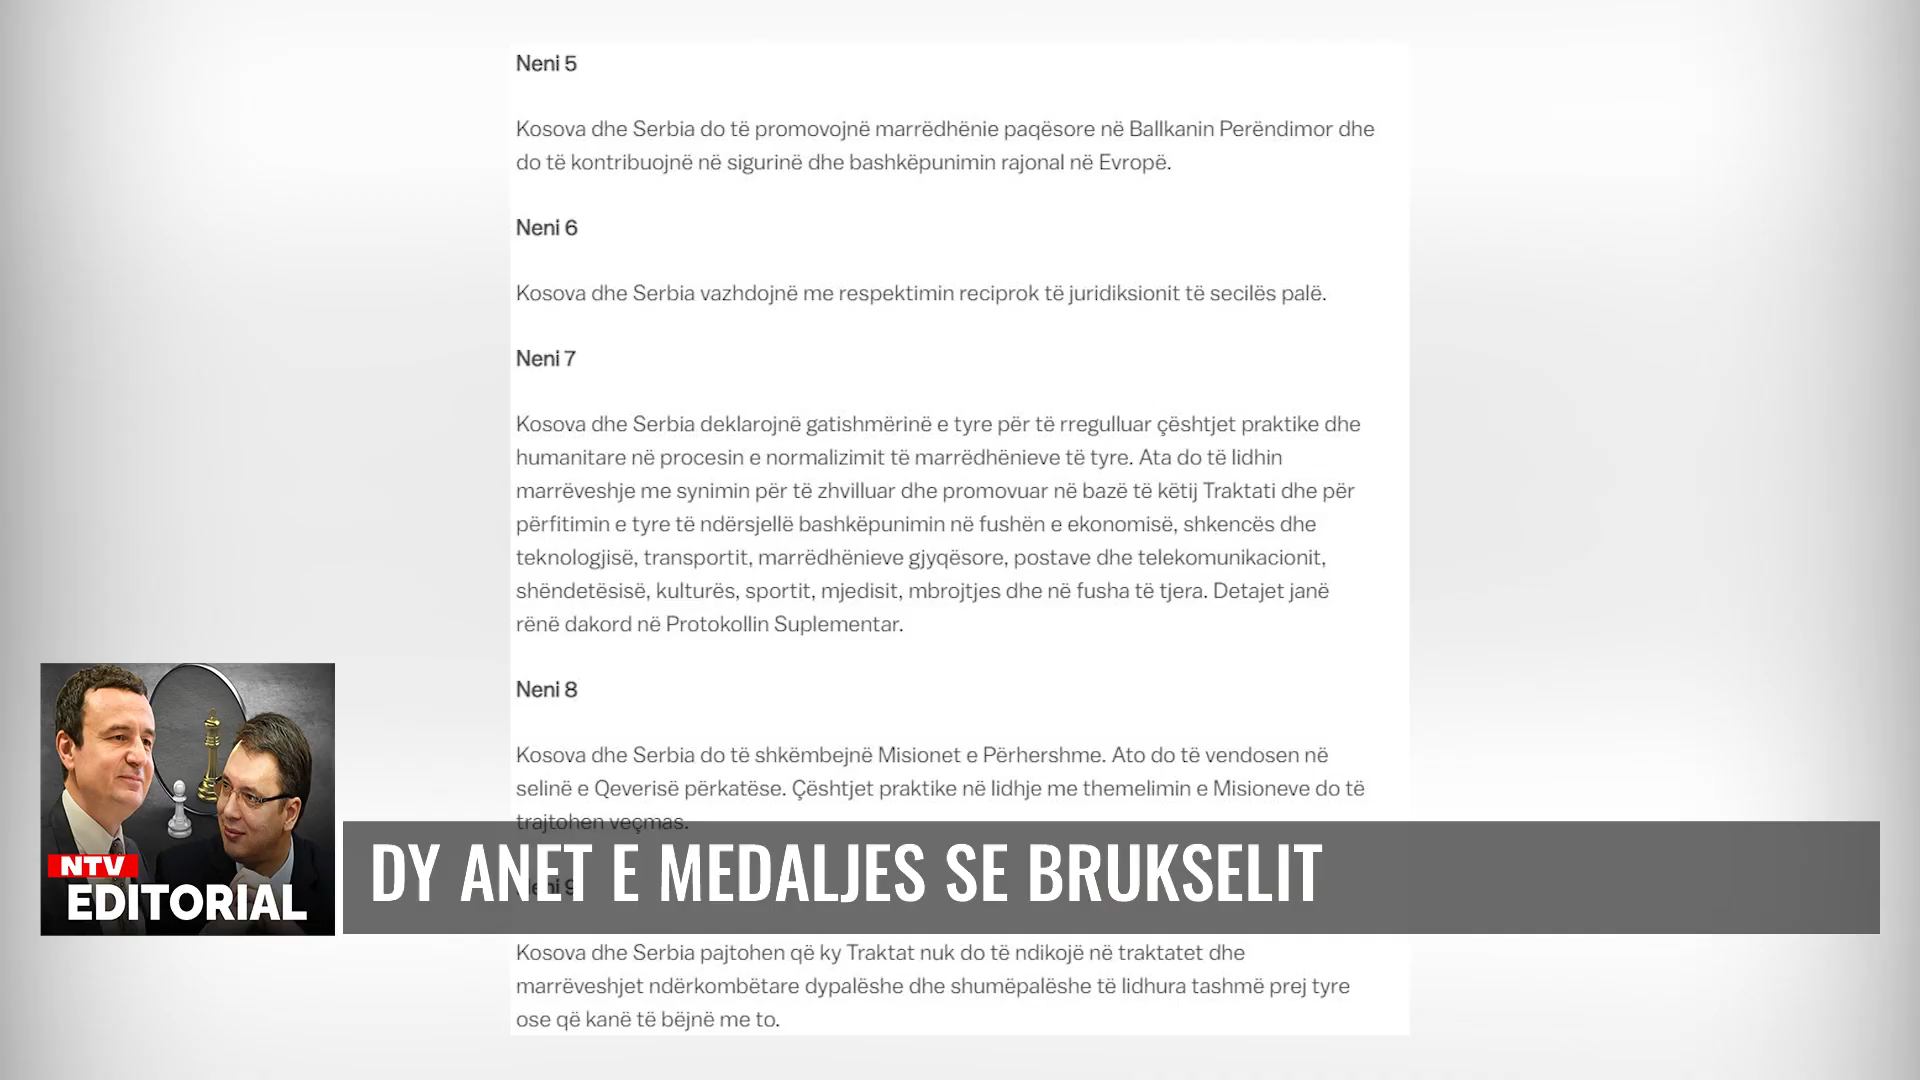 Neni 5
Kosova dhe Serbia do të promovojnë marrëdhënie paqësore në Ballkanin Perëndimor dhe
do të kontribuojnë në sigurinë dhe bashkëpunimin rajonal në Evropë.
Neni 6
Kosova dhe Serbia vazhdojnë me respektimin reciprok të juridiksionit të secilës palë.
Neni 7
Kosova dhe Serbia deklarojnë gatishmërinë e tyre për të rregulluar çështjet praktike dhe
humanitare në procesin e normalizimit të marrëdhënieve të tyre. Ata do të lidhin
marrëveshje me synimin për të zhvilluar dhe promovuar në bazë të këtij Traktati dhe për
përfitimin e tyre të ndërsjellë bashkëpunimin në fushën e ekonomisë, shkencës dhe
teknologjisë, transportit, marrëdhënieve gjyqësore, postave dhe telekomunikacionit,
shëndetësisë, kulturës, sportit, mjedisit, mbrojtjes dhe në fusha të tjera. Detajet janë
rënë dakord në Protokollin Suplementar.
Neni 8
Kosova dhe Serbia do të shkëmbejnë Misionet e Përhershme. Ato do të vendosen në
selinë e Qeverisë përkatëse. Çështjet praktike në lidhje me themelimin e Misioneve do të
trajtohen veçmas.
Neni 9
Kosova dhe Serbia pajtohen që ky Traktat nuk do të ndikojë në traktatet dhe
marrëveshjet ndërkombëtare dypalëshe dhe shumëpalëshe të lidhura tashmë prej tyre
ose që kanë të bëjnë me to.
NTV
EDITORIAL
DY ANET E MEDALJES SE BRUKSELIT